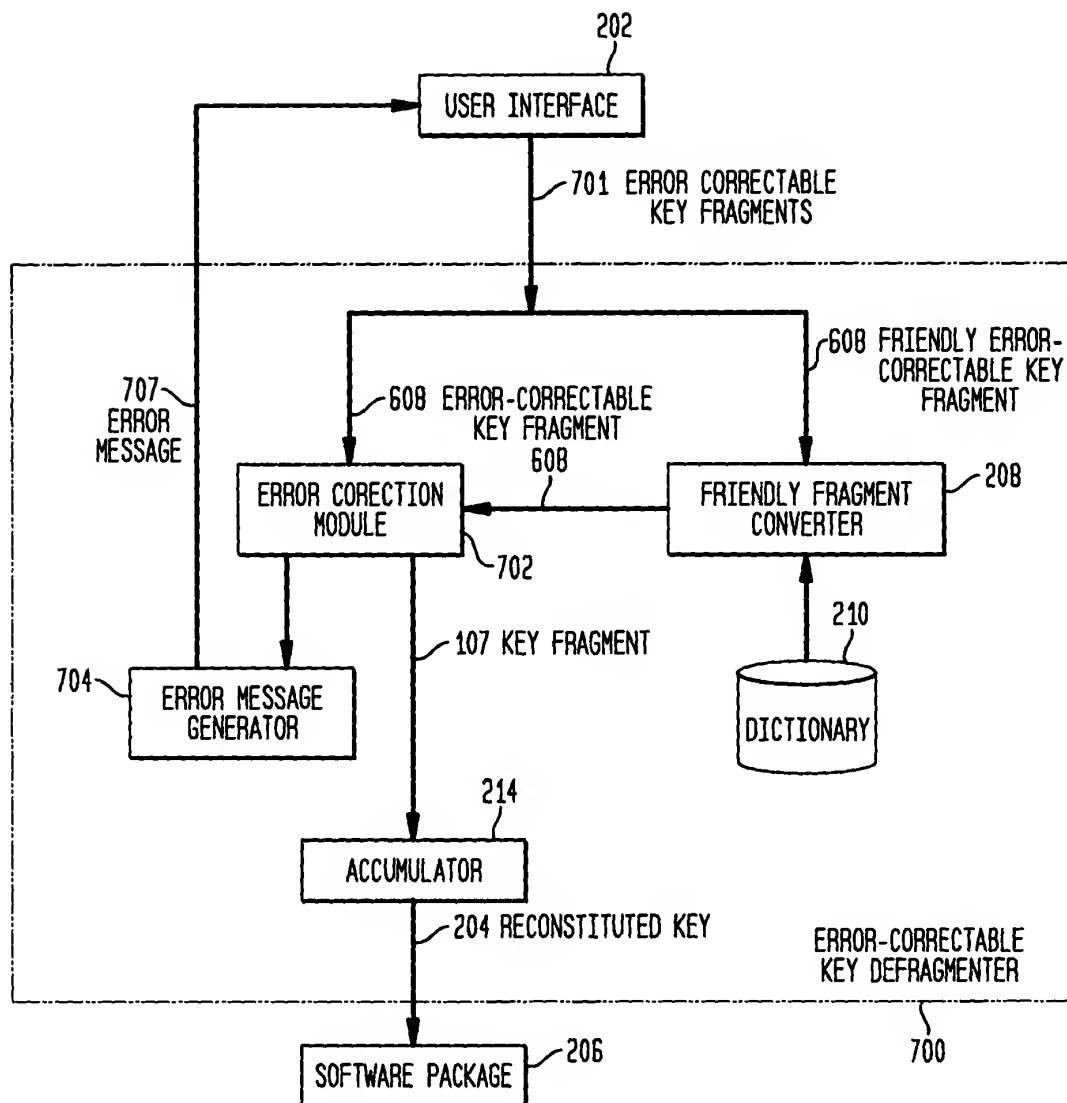 202
USER INTERFACE
701 ERROR CORRECTABLE
KEY FRAGMENTS
608 FRIENDLY ERROR-
CORRECTABLE KEY
FRAGMENT
707
ERROR
MESSAGE
608 ERROR-CORRECTABLE
KEY FRAGMENT
608
ERROR CORECTION
MODULE
702
FRIENDLY FRAGMENT
CONVERTER
208
107 KEY FRAGMENT
210
DICTIONARY
704
ERROR MESSAGE
GENERATOR
214
ACCUMULATOR
204 RECONSTITUTED KEY
ERROR-CORRECTABLE
KEY DEFRAGMENTER
700
SOFTWARE PACKAGE
206